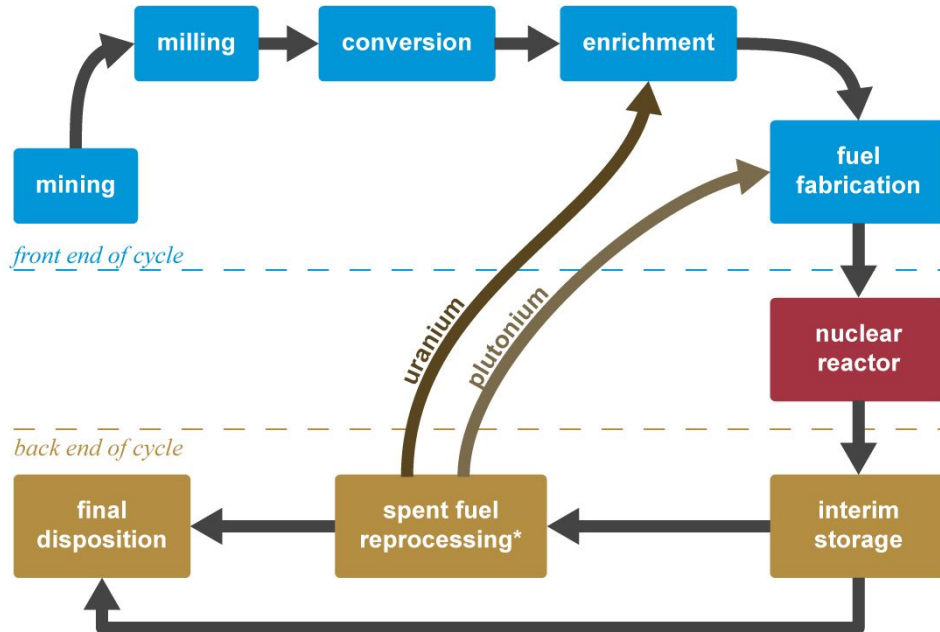 milling
conversion
enrichment
mining
fuel
fabrication
front end of cycle
uranium
plutonium
nuclear
reactor
back end of cycle
final
disposition
spent fuel
reprocessing*
interim
storage